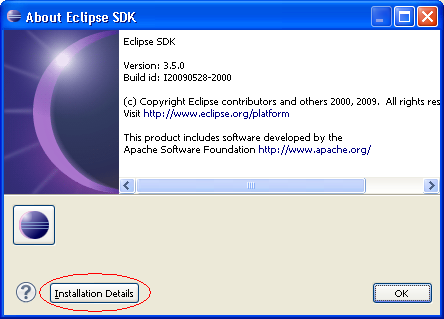 About Eclipse SDK
Eclipse SDK
Version: 3.5.0
Build id: I20090528-2000
(c) Copyright Eclipse contributors and others 2000, 2009.  All rights res
Visit http://www.eclipse.org/platform
This product includes software developed by the
Apache Software Foundation http://www.apache.org/
?
Installation Details
OK